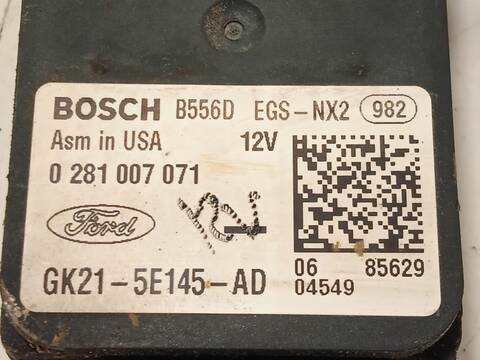 BOSCH B556D EGS-NX2 982
Asm in USA 12V
0 281 007 071
Ford
GK21-5E145-AD
06 85629
04549